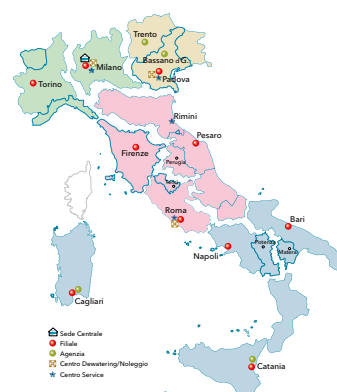 Trento
Bassano d G.
Milano
Padova
Torino
Rimini
Pesaro
Firenze
Perugia
Roma
Bari
Potenza
Matera
Napoli
Cagliari
Catania
Sede Centrale
Filiale
Agenzia
Centro Dewatering/Noleggio
Centro Service